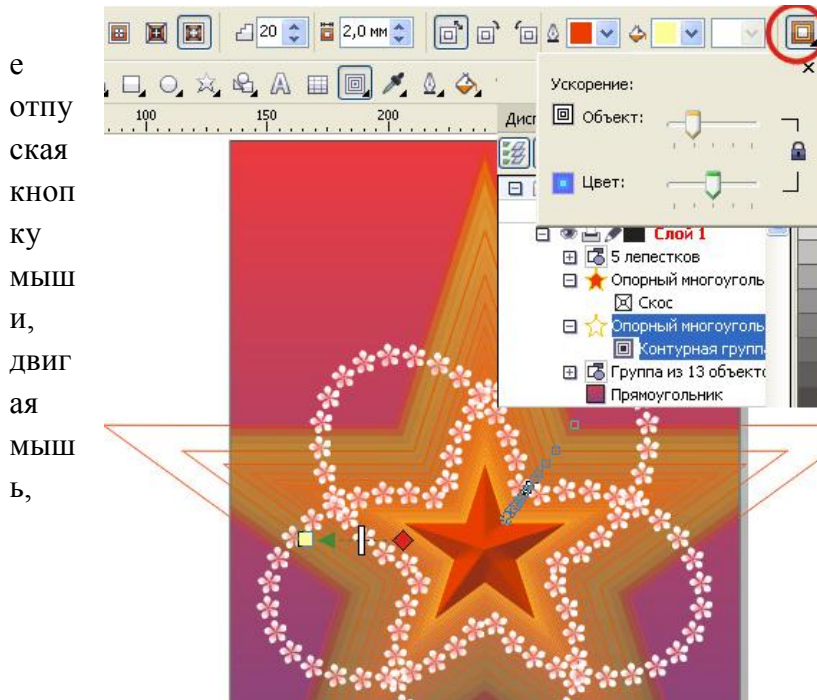 е
отпу
ская
кноп
ку
мыш
и,
двиг
ая
мыш
ь,
20 2,0 мм
Ускорение:
Объект:
Цвет:
100 150 200
Дисп
Слой 1
5 лепестков
Опорный многоуголь
Скос
Опорный многоуголь
Контурная групп
Группа из 13 объекто
Прямоугольник